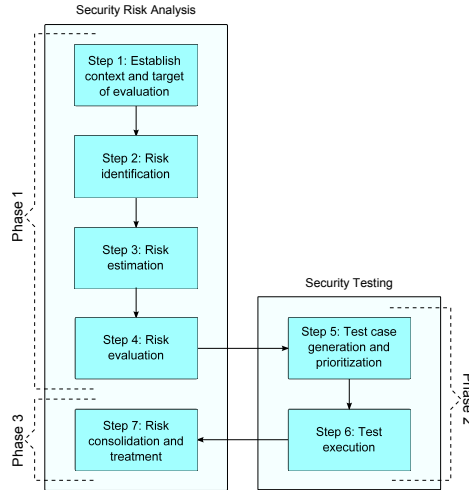 Security Risk Analysis
Step 1: Establish
context and target
of evaluation
Step 2: Risk
identification
Phase 1
Step 3: Risk
estimation
Security Testing
Step 4: Risk
evaluation
Step 5: Test case
generation and
prioritization
Phase 2
Step 7: Risk
consolidation and
treatment
Step 6: Test
execution
Phase 3